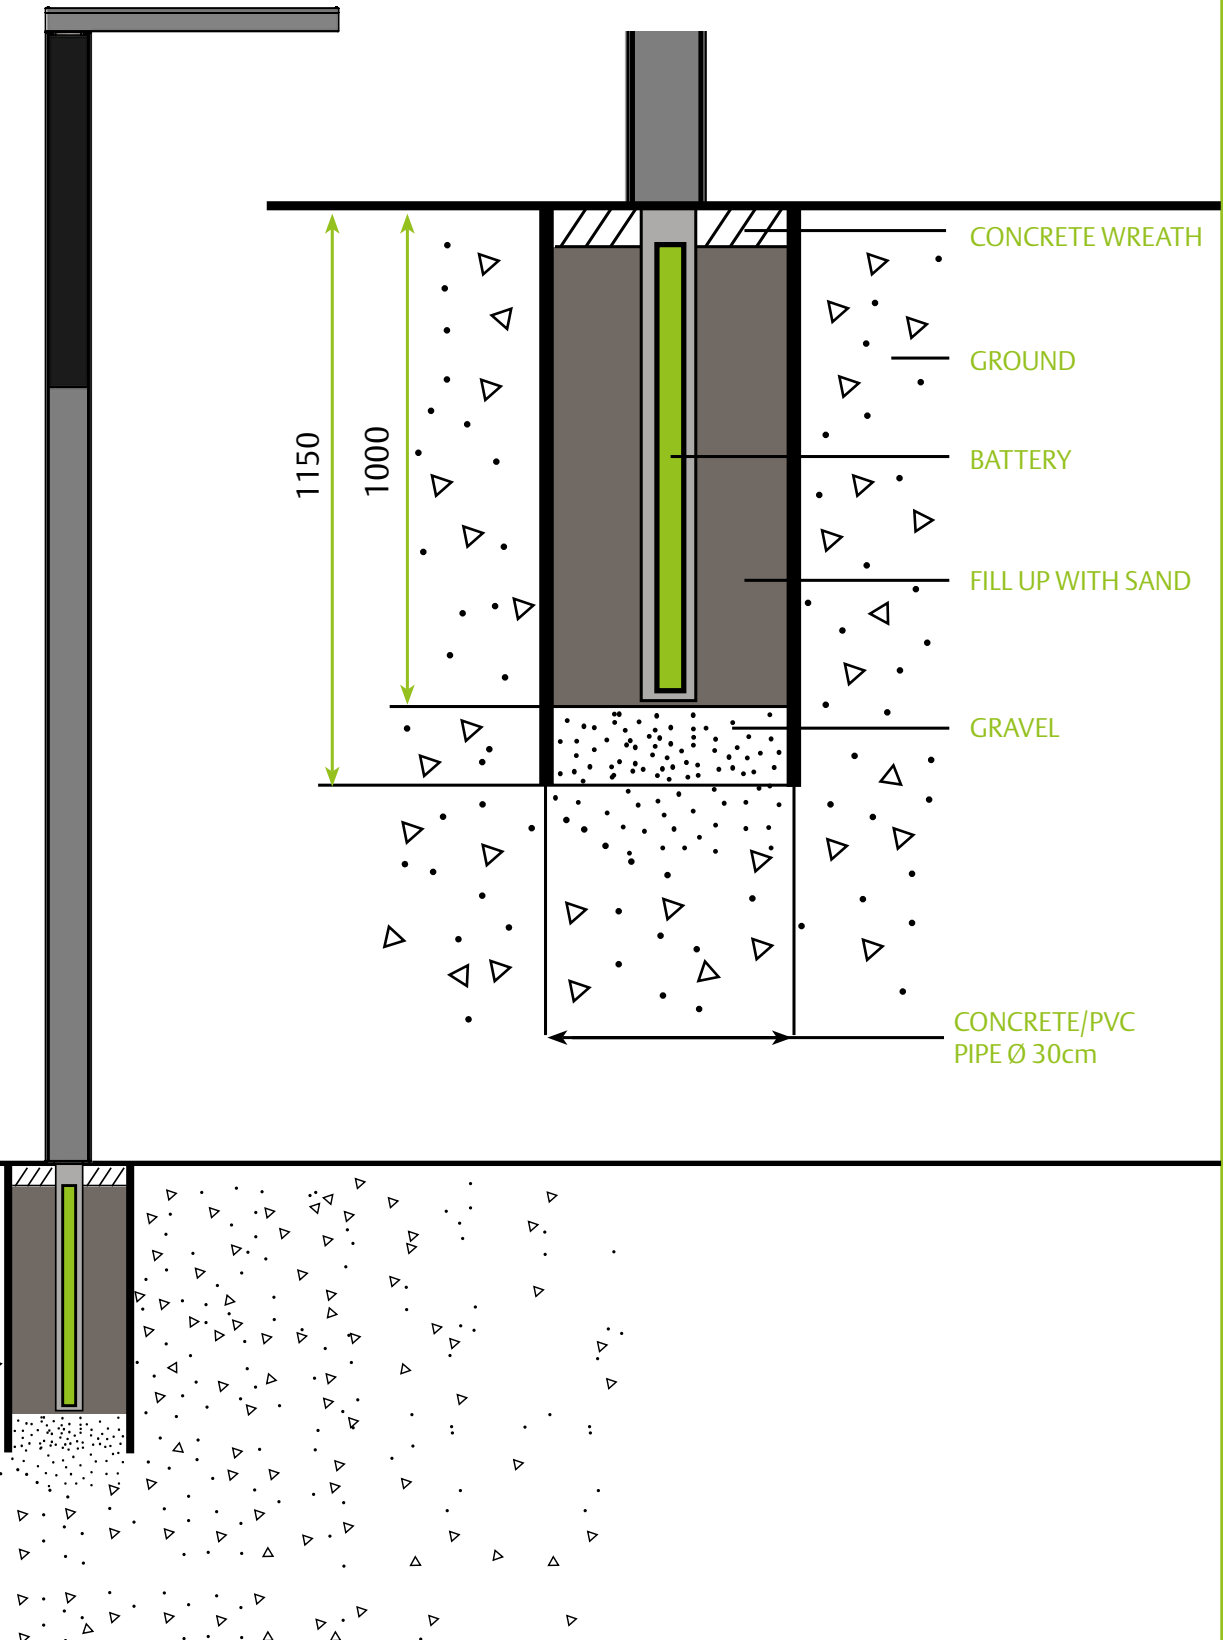 CONCRETE WREATH
GROUND
1150
1000
BATTERY
FILL UP WITH SAND
GRAVEL
CONCRETE/PVC
PIPE Ø 30cm